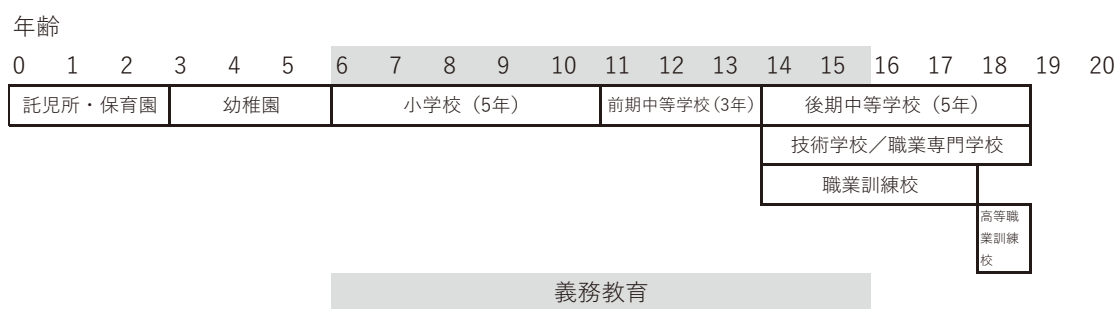 年齢
0 1 2 3 4 5 6 7 8 9 10 11 12 13 14 15 16 17 18 19 20
託児所・保育園 幼稚園 小学校（5年） 前期中等学校（3年） 後期中等学校（5年）
技術学校／職業専門学校
職業訓練校
高等職
業訓練
校
義務教育